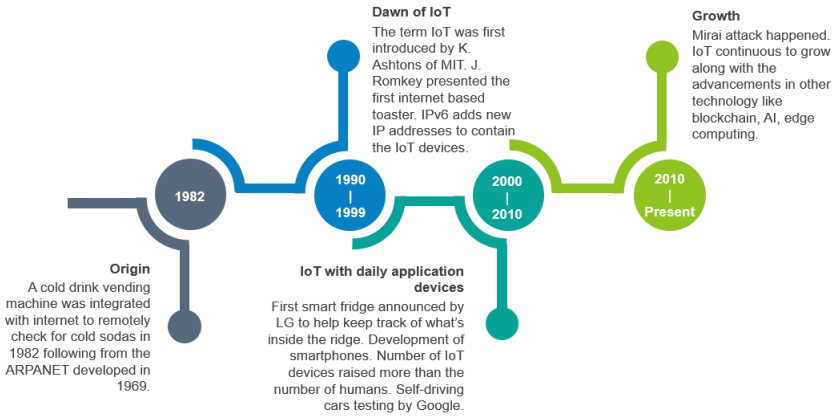 Dawn of IoT
The term IoT was first
introduced by K.
Ashtons of MIT. J.
Romkey presented the
first internet based
toaster. IPv6 adds new
IP addresses to contain
the IoT devices.
Growth
Mirai attack happened.
IoT continuous to grow
along with the
advancements in other
technology like
blockchain, AI, edge
computing.
1982
1990
|
1999
2000
|
2010
2010
|
Present
Origin
A cold drink vending
machine was integrated
with internet to remotely
check for cold sodas in
1982 following from the
ARPANET developed in
1969.
IoT with daily application
devices
First smart fridge announced by
LG to help keep track of what's
inside the ridge. Development of
smartphones. Number of IoT
devices raised more than the
number of humans. Self-driving
cars testing by Google.